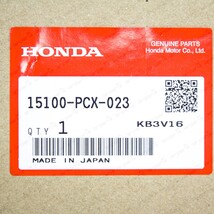 HONDA
GENUINE PARTS
Honda Motor Co., Ltd.
15100-PCX-023
QTY 1
KB3V16
MADE IN JAPAN